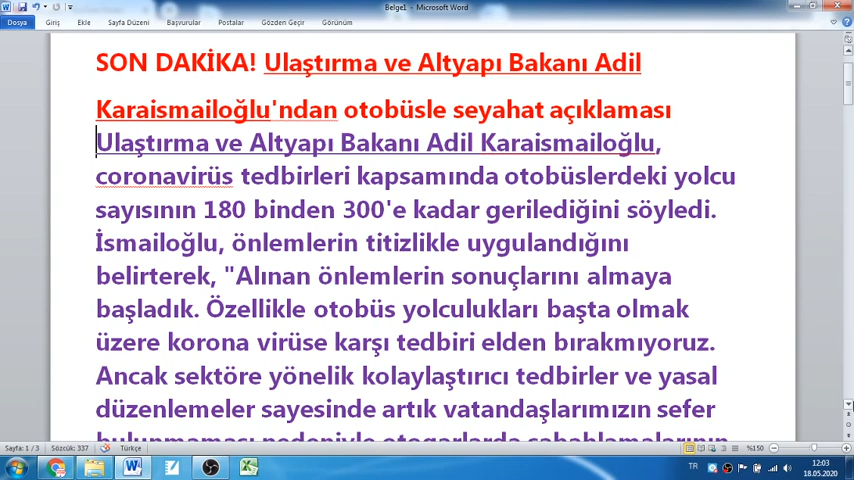 Belge1 - Microsoft Word
Dosya Giriş Ekle Sayfa Düzeni Başvurular Postalar Gözden Geçir Görünüm
SON DAKİKA! Ulaştırma ve Altyapı Bakanı Adil
Karaismailoğlu'ndan otobüsle seyahat açıklaması
Ulaştırma ve Altyapı Bakanı Adil Karaismailoğlu,
coronavirüs tedbirleri kapsamında otobüslerdeki yolcu
sayısının 180 binden 300'e kadar gerilediğini söyledi.
İsmailoğlu, önlemlerin titizlikle uygulandığını
belirterek, "Alınan önlemlerin sonuçlarını almaya
başladık. Özellikle otobüs yolculukları başta olmak
üzere korona virüse karşı tedbiri elden bırakmıyoruz.
Ancak sektöre yönelik kolaylaştırıcı tedbirler ve yasal
düzenlemeler sayesinde artık vatandaşlarımızın sefer
bulunmaması nedeniyle otogarlarda sabahlamalarının
Sayfa: 1 / 3 Sözcük: 337 Türkçe %150
TR 12:03
18.05.2020